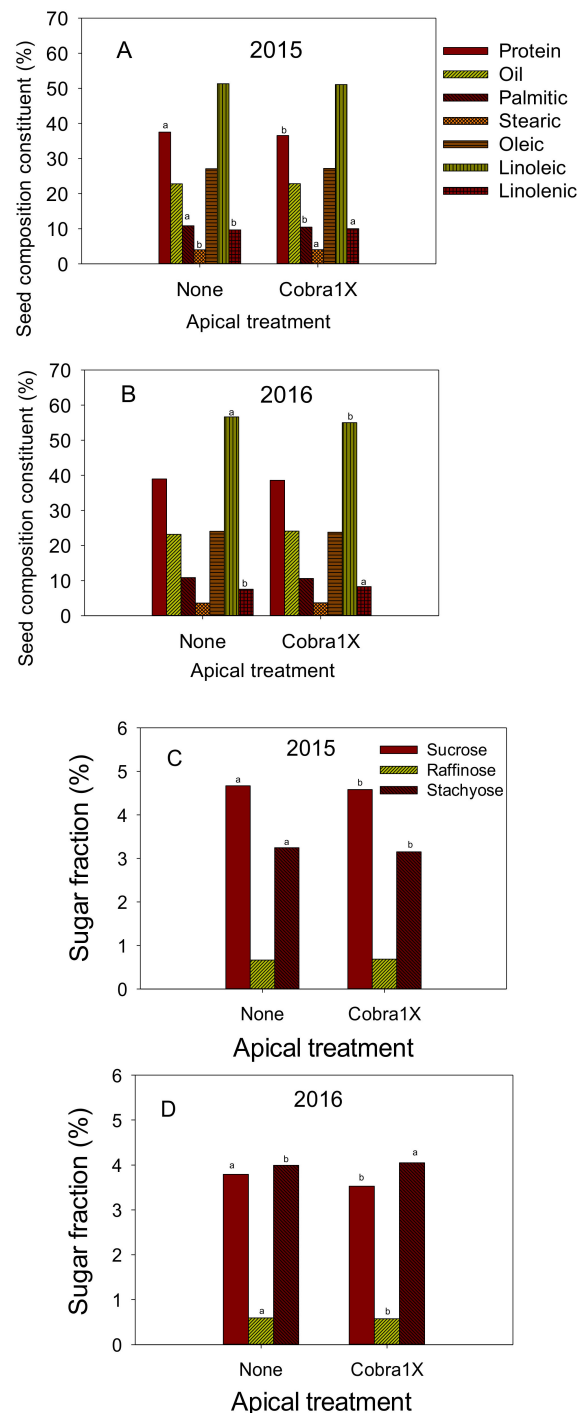 A
2015
Seed composition constituent (%)
70
60
50
40
30
20
10
0
a
a
b
b
b
b
a
a
None
Cobra1X
Apical treatment
Protein
Oil
Palmitic
Stearic
Oleic
Linoleic
Linolenic
B
2016
Seed composition constituent (%)
70
60
50
40
30
20
10
0
a
b
b
a
None
Cobra1X
Apical treatment
C
2015
Sucrose
Raffinose
Stachyose
Sugar fraction (%)
6
5
4
3
2
1
0
a
a
b
b
None
Cobra1X
Apical treatment
D
2016
Sugar fraction (%)
6
5
4
3
2
1
0
a
a
b
b
b
a
None
Cobra1X
Apical treatment